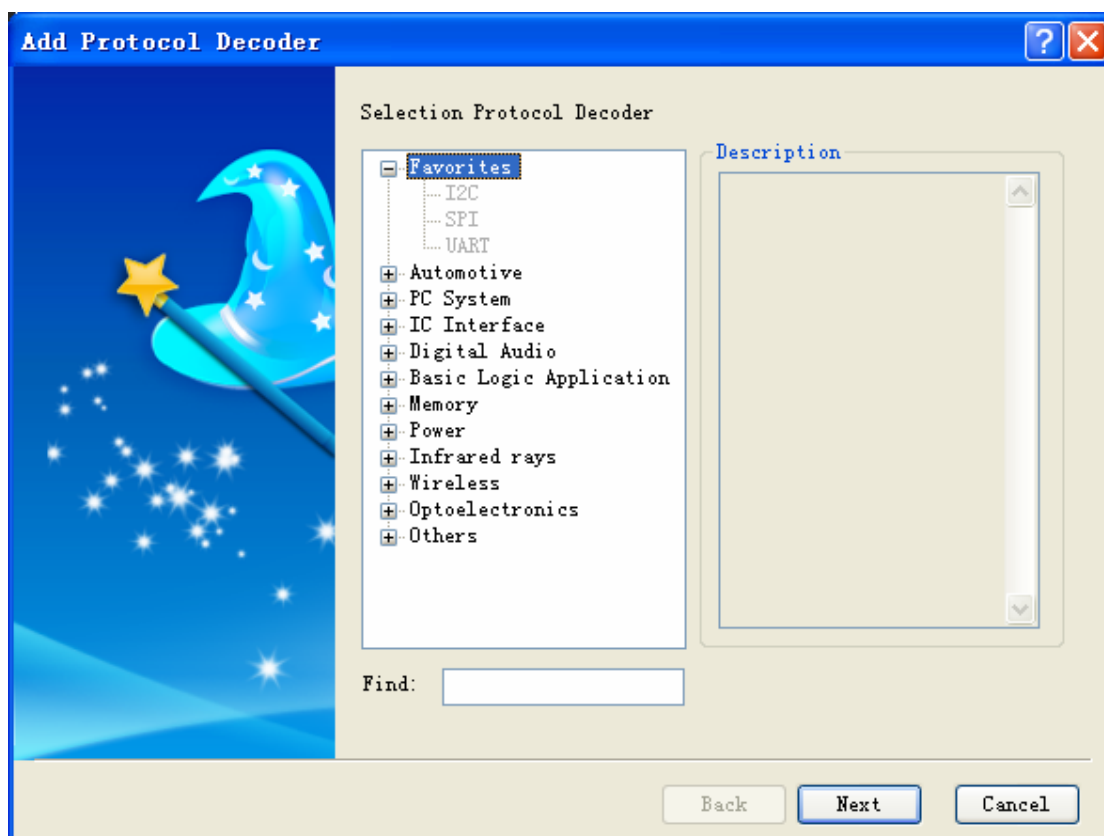 Add Protocol Decoder
?
Selection Protocol Decoder
Favorites
I2C
SPI
UART
Automotive
PC System
IC Interface
Digital Audio
Basic Logic Application
Memory
Power
Infrared rays
Wireless
Optoelectronics
Others
Description
Find:
Back
Next
Cancel